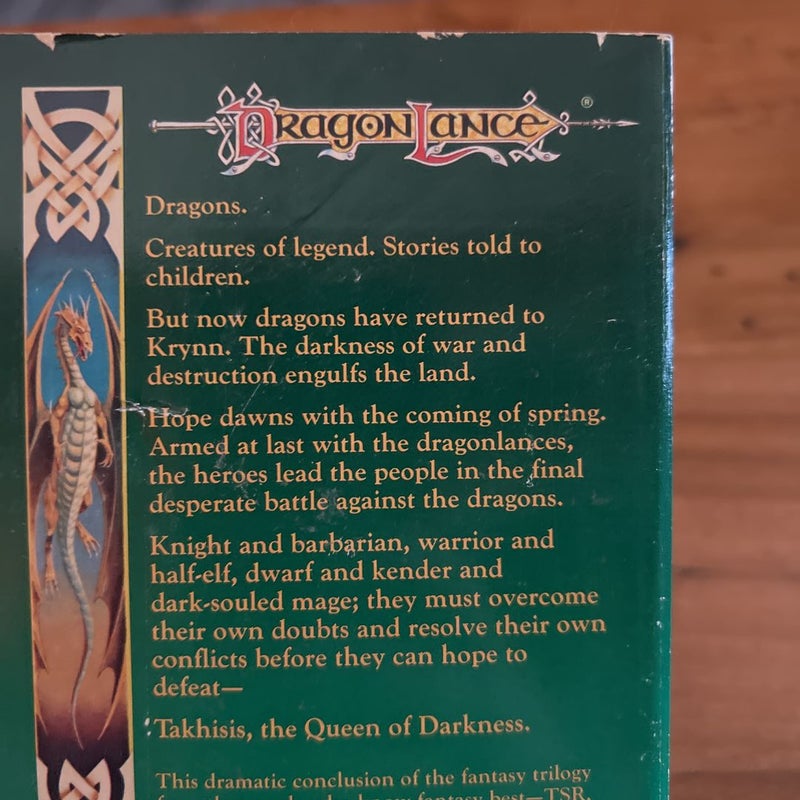 DRAGONLANCE ®
Dragons.
Creatures of legend. Stories told to
children.
But now dragons have returned to
Krynn. The darkness of war and
destruction engulfs the land.
Hope dawns with the coming of spring.
Armed at last with the dragonlances,
the heroes lead the people in the final
desperate battle against the dragons.
Knight and barbarian, warrior and
half-elf, dwarf and kender and
dark-souled mage; they must overcome
their own doubts and resolve their own
conflicts before they can hope to
defeat—
Takhisis, the Queen of Darkness.
This dramatic conclusion of the fantasy trilogy
fantasy best—TSR.